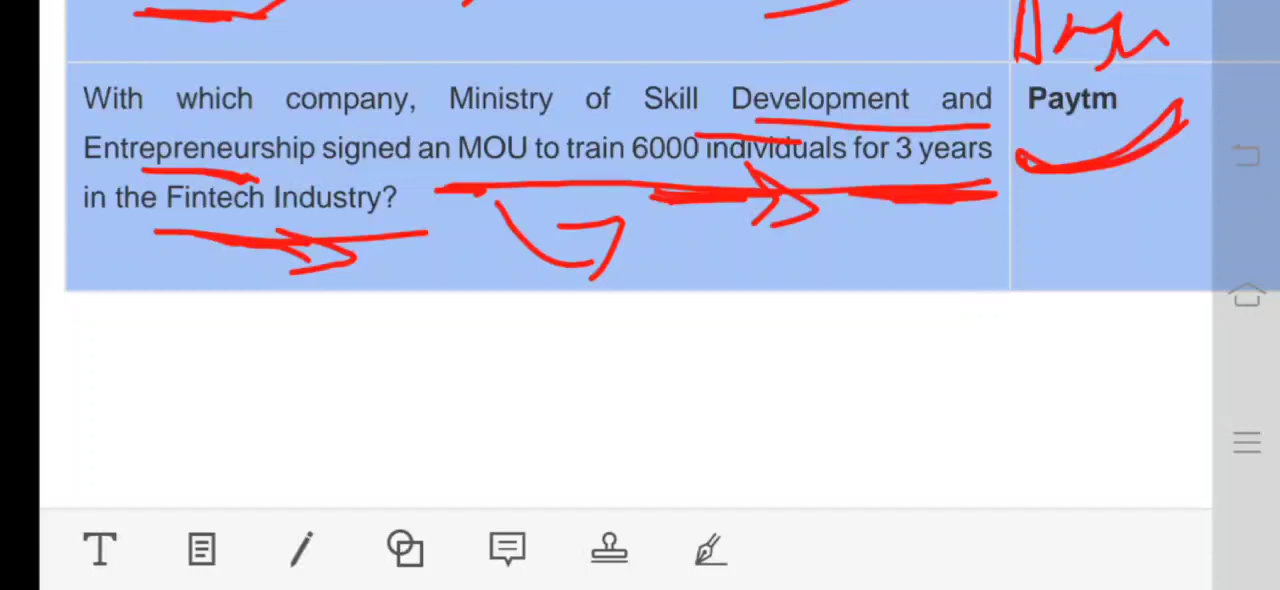 With which company, Ministry of Skill Development and
Entrepreneurship signed an MOU to train 6000 individuals for 3 years
in the Fintech Industry?
Paytm